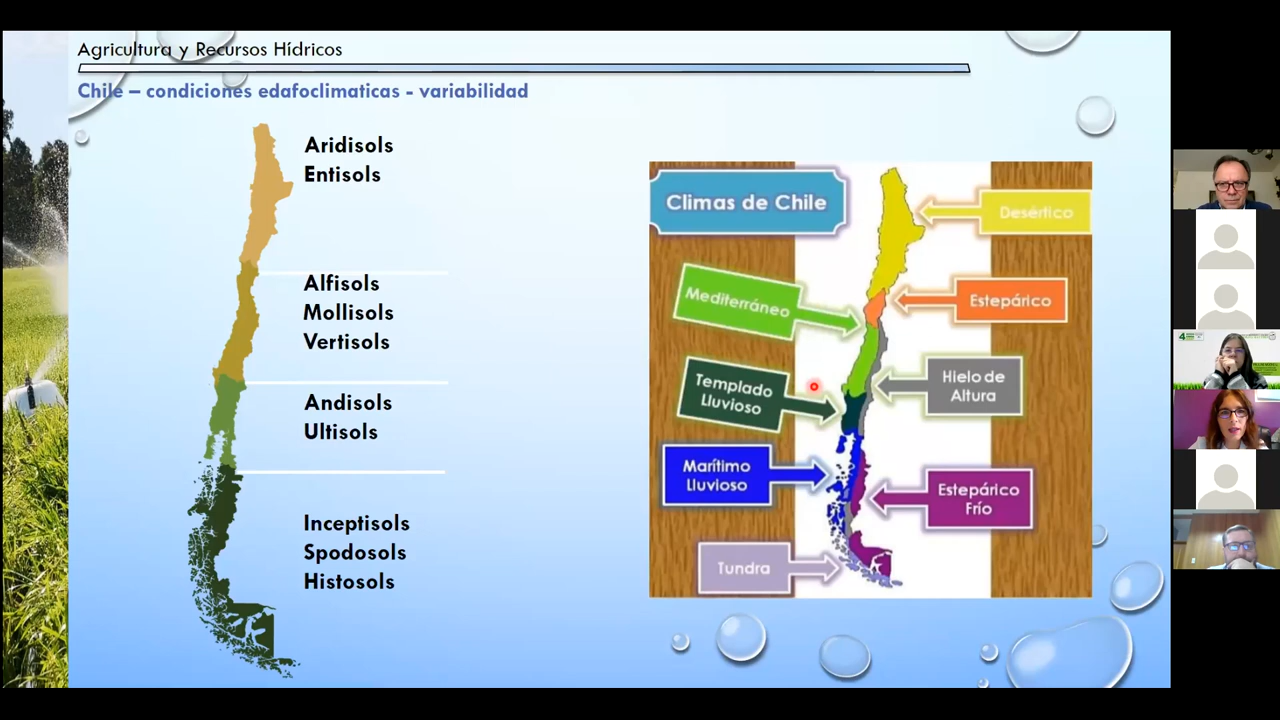 Agricultura y Recursos Hídricos
Chile – condiciones edafoclimaticas - variabilidad
Aridisols
Entisols
Alfisols
Mollisols
Vertisols
Andisols
Ultisols
Inceptisols
Spodosols
Histosols
Climas de Chile
Desértico
Mediterráneo
Estepárico
Templado
Lluvioso
Hielo de
Altura
Marítimo
Lluvioso
Estepárico
Frío
Tundra